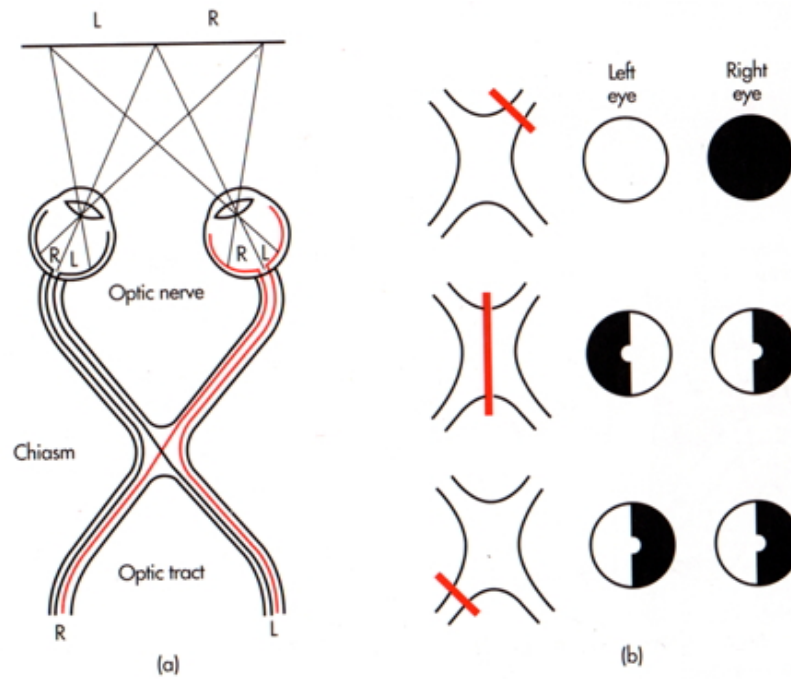 L R
R L
R L
Optic nerve
Chiasm
Optic tract
R L
(a)
Left
eye
Right
eye
(b)